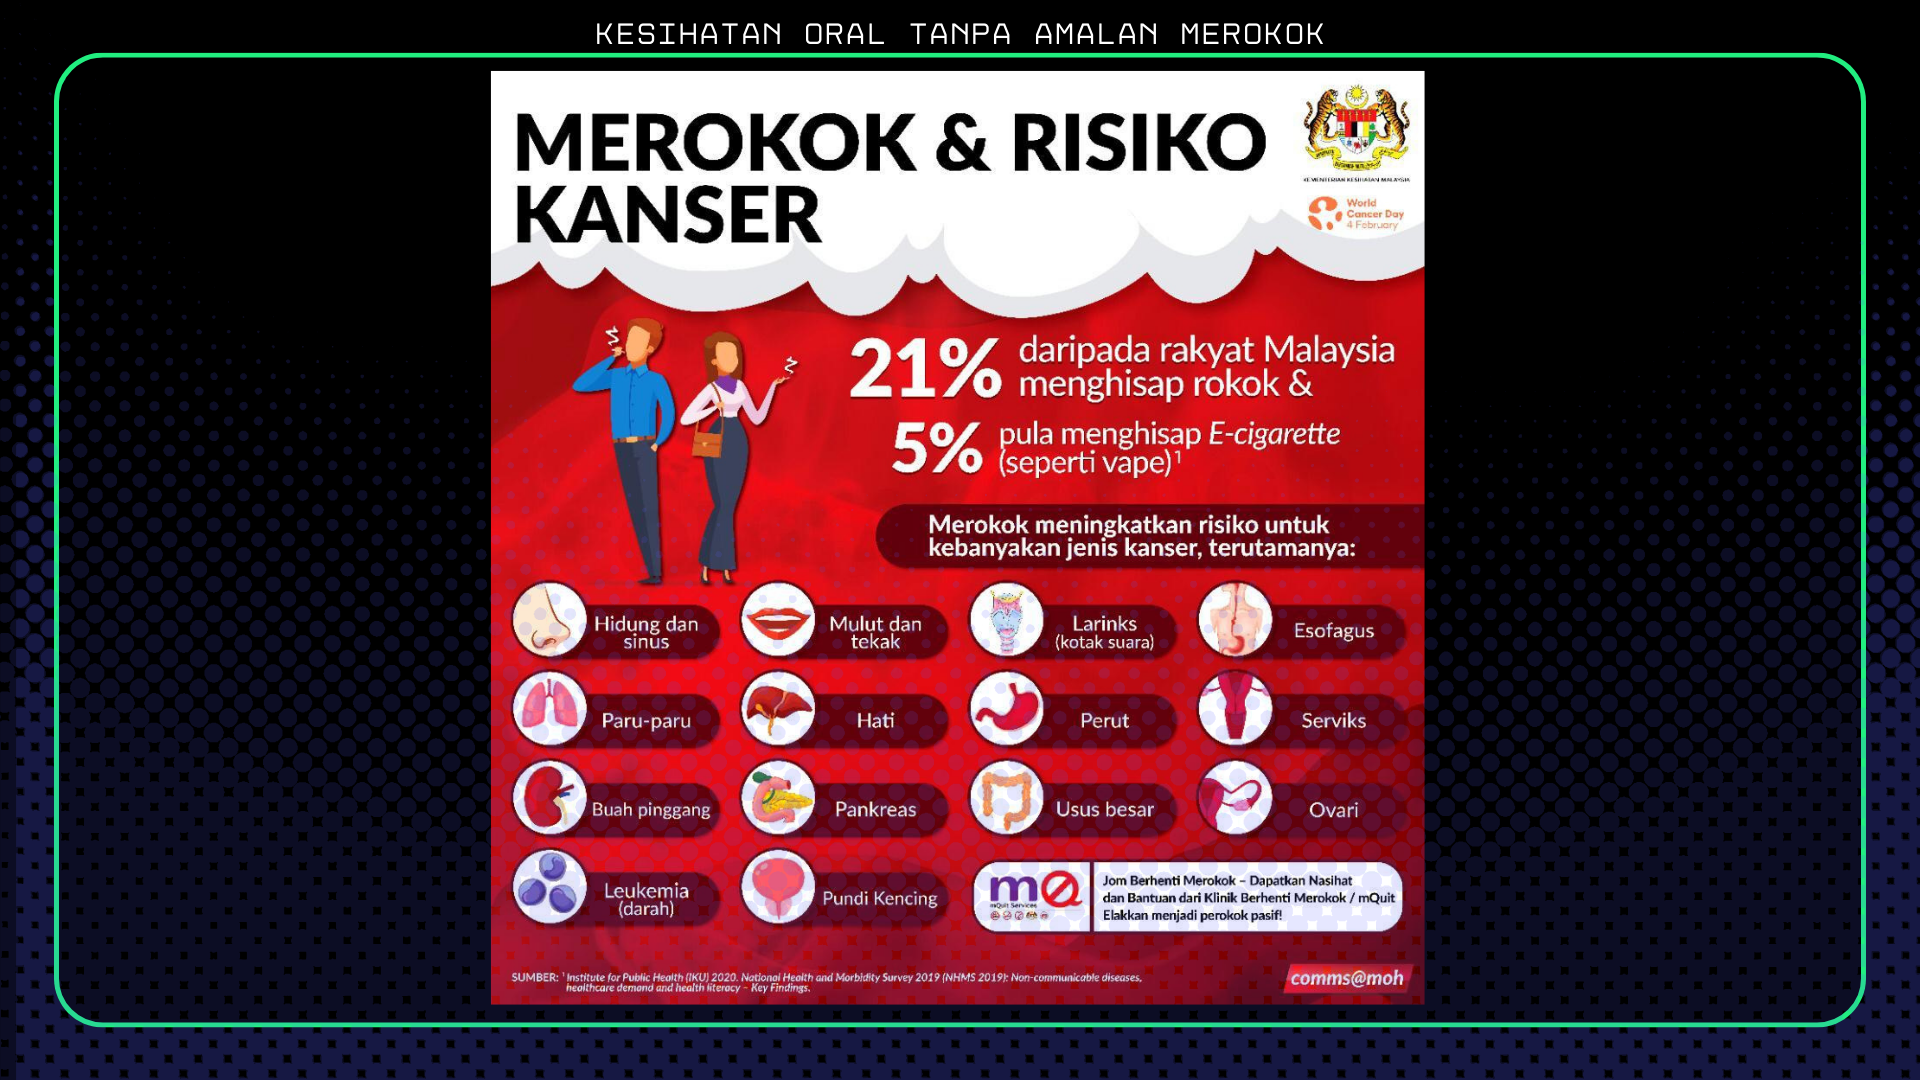 KESIHATAN ORAL TANPA AMALAN MEROKOK
MEROKOK & RISIKO
KANSER
KEMENTERIAN KESIHATAN MALAYSIA
World
Cancer Day
4 February
21% daripada rakyat Malaysia
menghisap rokok &
5% pula menghisap E-cigarette
(seperti vape)¹
Merokok meningkatkan risiko untuk
kebanyakan jenis kanser, terutamanya:
Hidung dan
sinus
Mulut dan
tekak
Larinks
(kotak suara)
Esofagus
Paru-paru
Hati
Perut
Serviks
Buah pinggang
Pankreas
Usus besar
Ovari
Leukemia
(darah)
Pundi Kencing
mQ
mQuit Services
Jom Berhenti Merokok – Dapatkan Nasihat
dan Bantuan dari Klinik Berhenti Merokok / mQuit
Elakkan menjadi perokok pasif!
SUMBER: ¹ Institute for Public Health (IKU) 2020. National Health and Morbidity Survey 2019 (NHMS 2019): Non-communicable diseases,
healthcare demand and health literacy – Key Findings.
comms@moh